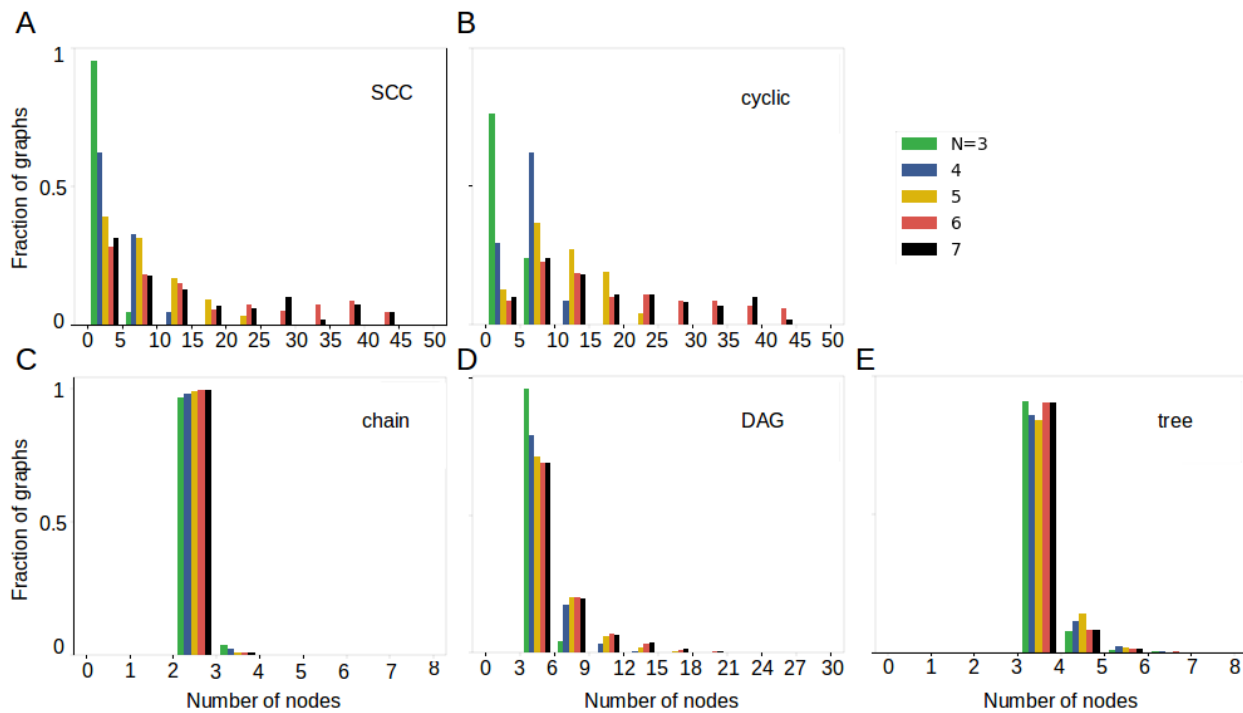 A
B
1
0.5
0
Fraction of graphs
SCC
0 5 10 15 20 25 30 35 40 45 50
cyclic
0 5 10 15 20 25 30 35 40 45 50
N=3
4
5
6
7
C
D
E
1
0.5
0
Fraction of graphs
chain
0 1 2 3 4 5 6 7 8
Number of nodes
DAG
0 3 6 9 12 15 18 21 24 27 30
Number of nodes
tree
0 1 2 3 4 5 6 7 8
Number of nodes